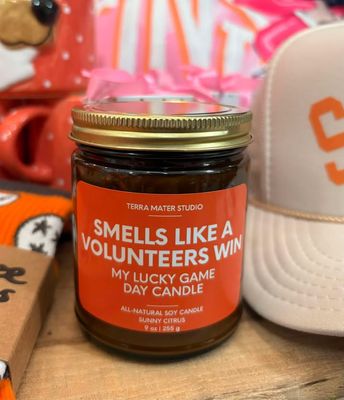 TERRA MATER STUDIO
SMELLS LIKE A
VOLUNTEERS WIN
MY LUCKY GAME
DAY CANDLE
ALL-NATURAL SOY CANDLE
SUNNY CITRUS
9 oz | 255 g